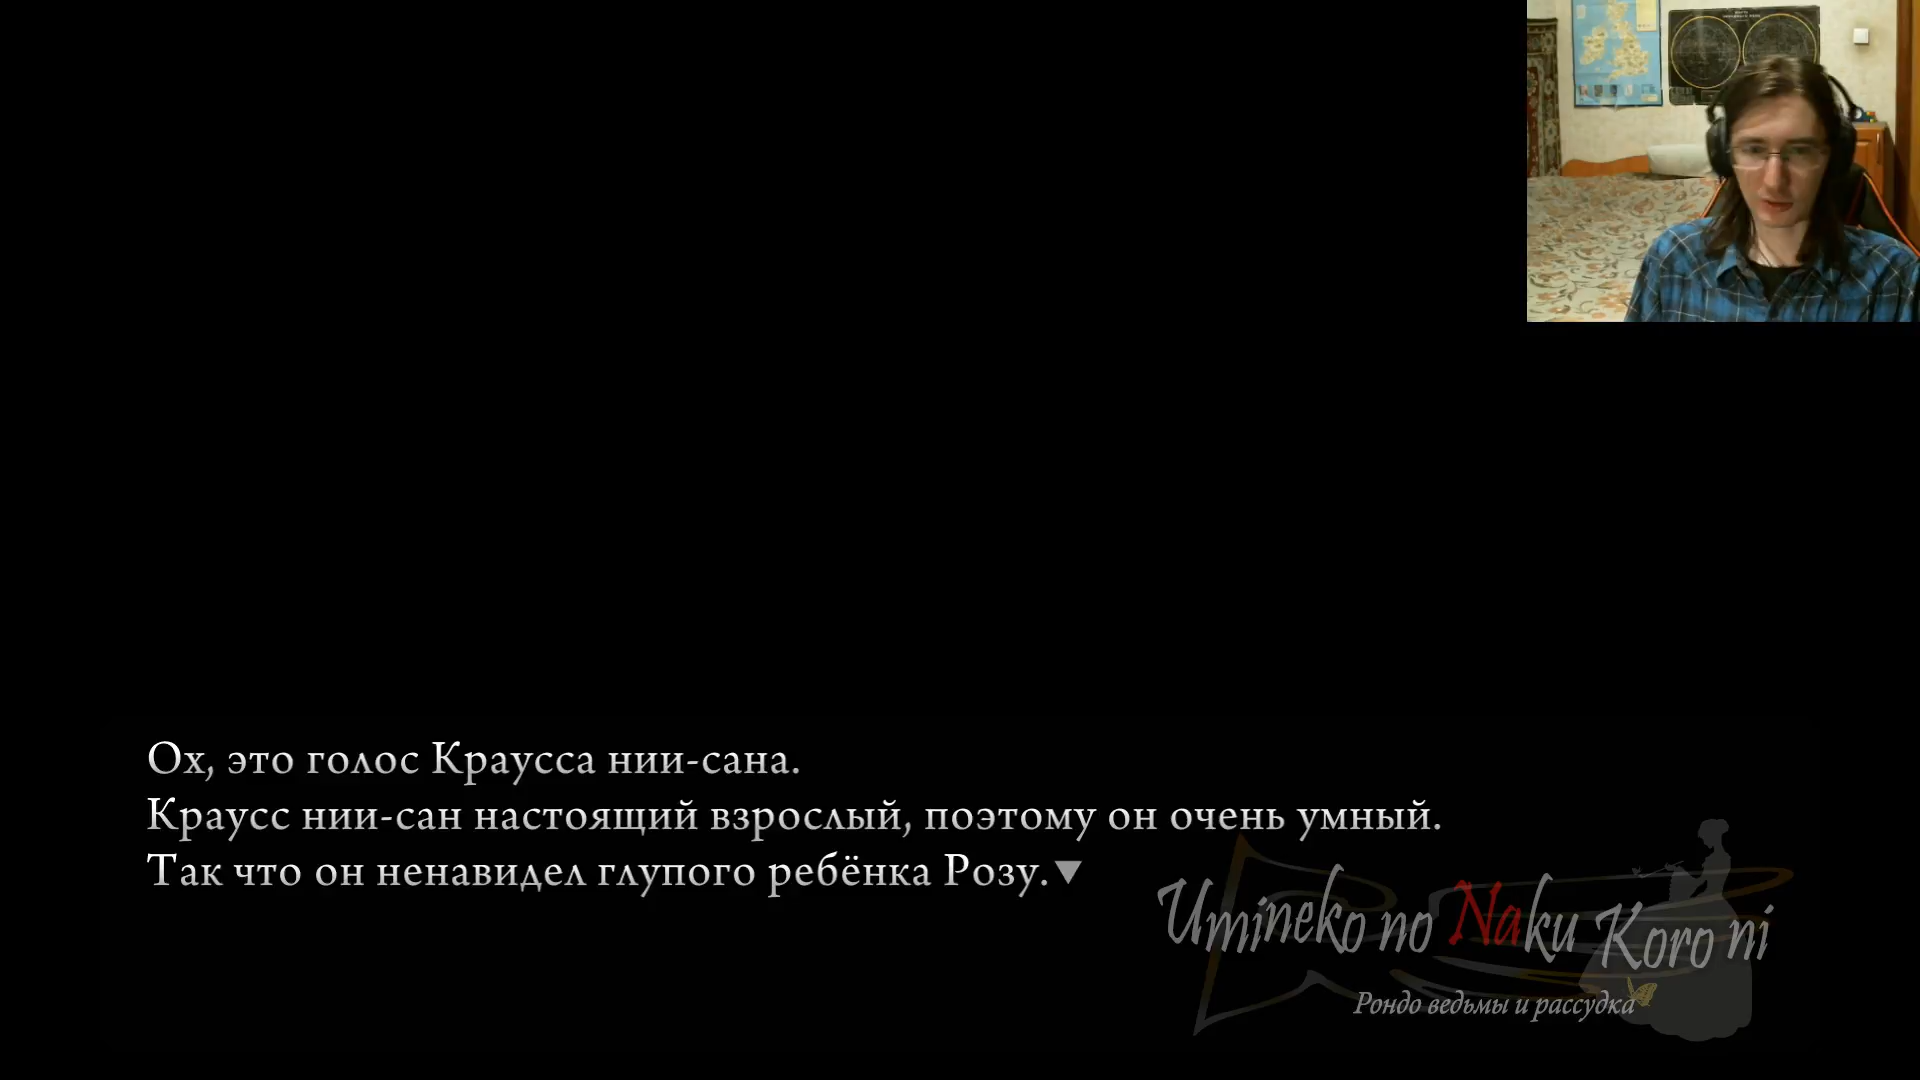 Ох, это голос Краусса нии-сана.
Краусс нии-сан настоящий взрослый, поэтому он очень умный.
Так что он ненавидел глупого ребёнка Розу.
Umineko no Naku Koro ni
Рондо ведьмы и рассудка